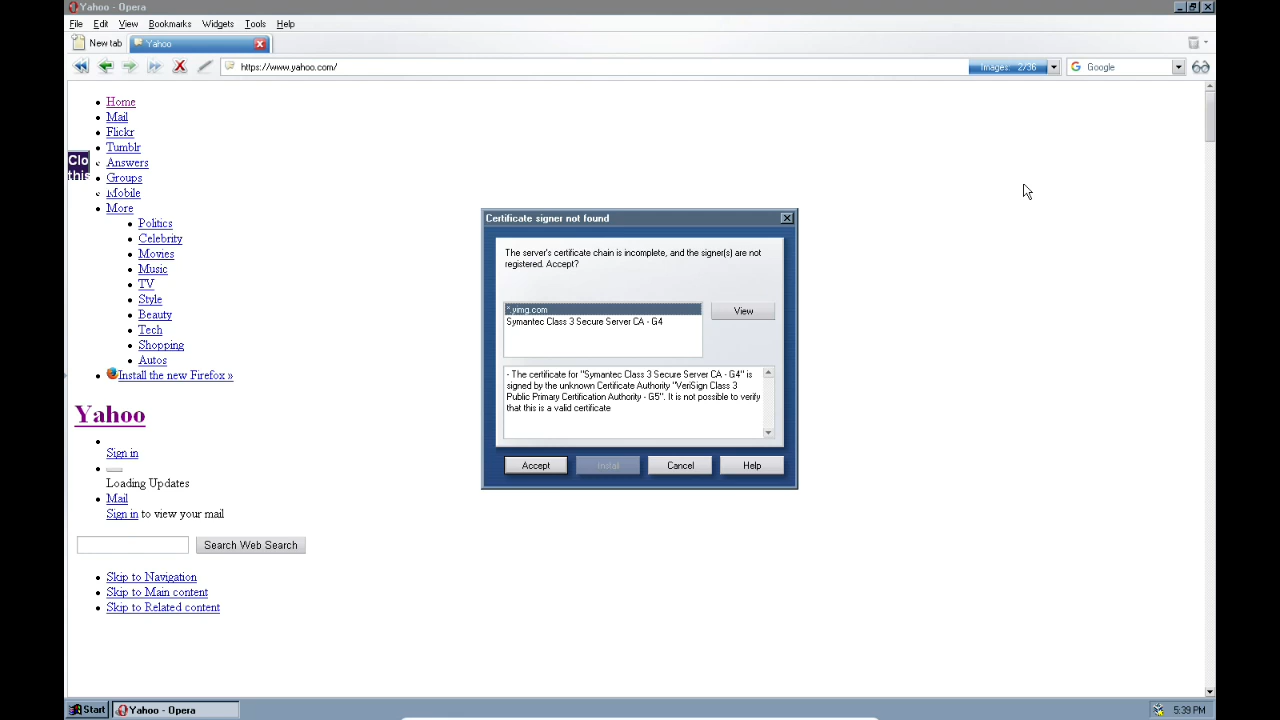 Yahoo - Opera
File Edit View Bookmarks Widgets Tools Help
New tab Yahoo
https://www.yahoo.com/ Images: 2/36 Google
Home
Mail
Flickr
Tumblr
Clo
this
Answers
Groups
Mobile
More
Politics
Celebrity
Movies
Music
TV
Style
Beauty
Tech
Shopping
Autos
Install the new Firefox »
Yahoo
Sign in
Loading Updates
Mail
Sign in to view your mail
Search Web Search
Skip to Navigation
Skip to Main content
Skip to Related content
Certificate signer not found
The server's certificate chain is incomplete, and the signer(s) are not
registered. Accept?
*.yimg.com
View
Symantec Class 3 Secure Server CA - G4
- The certificate for "Symantec Class 3 Secure Server CA - G4" is
signed by the unknown Certificate Authority "VeriSign Class 3
Public Primary Certification Authority - G5". It is not possible to verify
that this is a valid certificate
Accept Install Cancel Help
Start Yahoo - Opera 5:39 PM